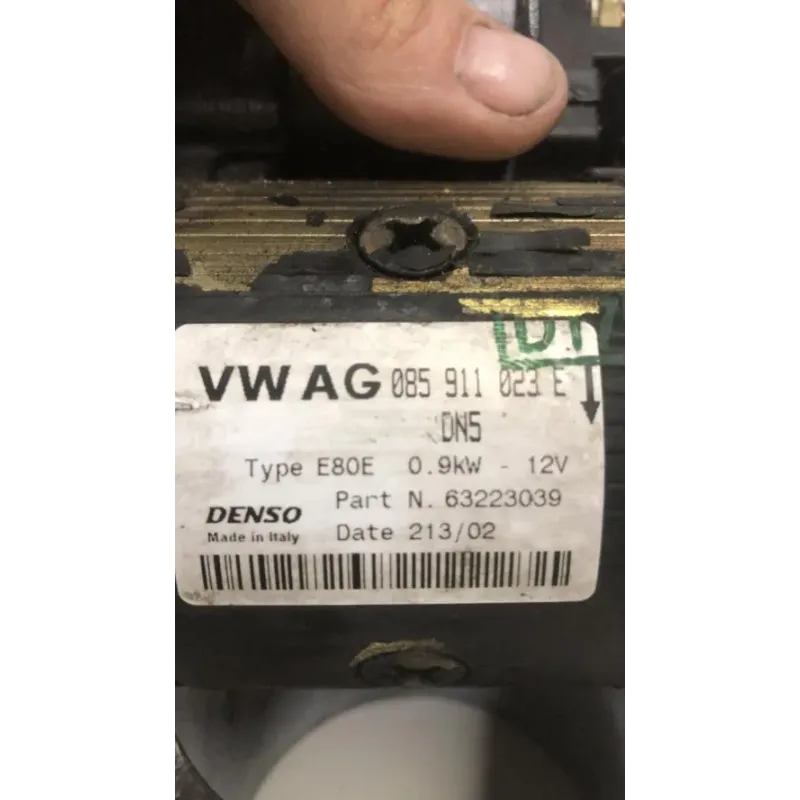 VW AG 085 911 023 E
DN5
Type E80E 0.9kW - 12V
DENSO Part N. 63223039
Made in Italy Date 213/02